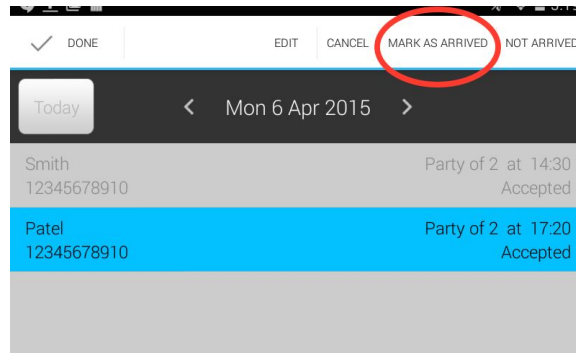 DONE EDIT CANCEL MARK AS ARRIVED NOT ARRIVED
Today < Mon 6 Apr 2015 >
Smith Party of 2 at 14:30
12345678910 Accepted
Patel Party of 2 at 17:20
12345678910 Accepted